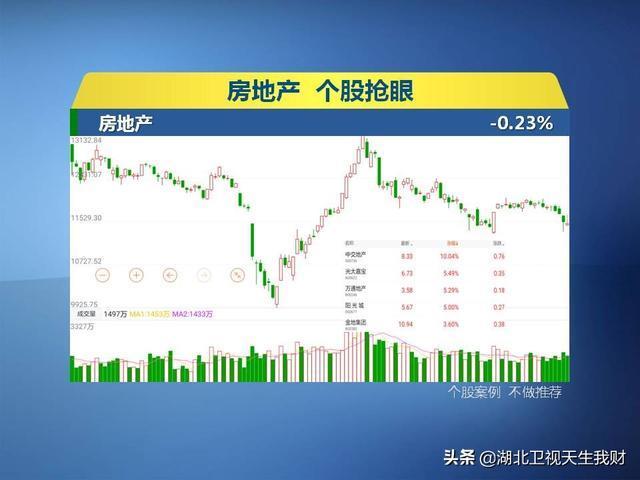 房地产 个股抢眼
房地产 -0.23%
13132.84
11529.30
10727.52
9925.75
成交量 1497万 MA1:1453万 MA2:1433万
3327万
名称 最新 涨幅 涨跌
中交地产 8.33 10.04% 0.76
光大嘉宝 6.73 5.49% 0.35
万通地产 3.58 5.29% 0.18
阳光城 5.67 5.00% 0.27
金地集团 10.94 3.60% 0.38
个股案例 不做推荐
头条 @湖北卫视天生我财